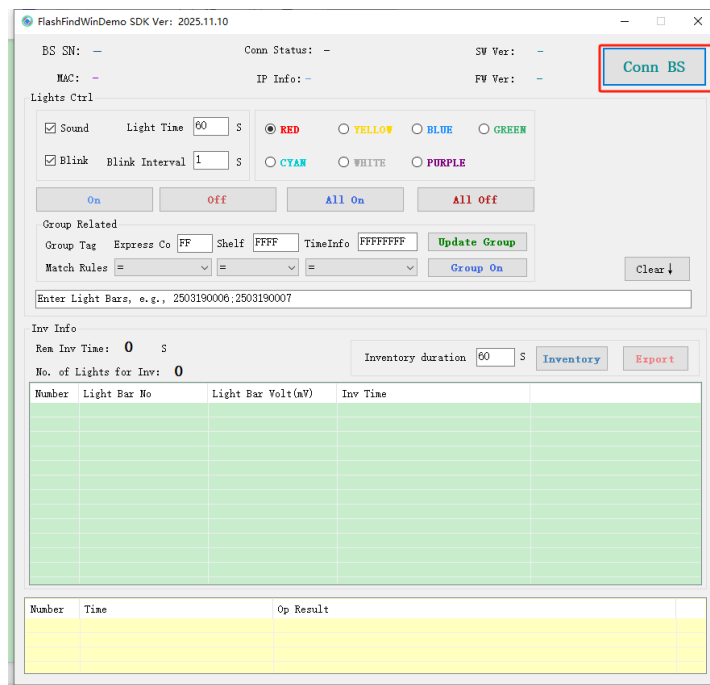 FlashFindWinDemo SDK Ver: 2025.11.10
BS SN: — Conn Status: — SW Ver: —
Conn BS
MAC: — IP Info: — FW Ver: —
Lights Ctrl
Sound Light Time 60 S RED YELLOW BLUE GREEN
Blink Blink Interval 1 S CYAN WHITE PURPLE
On Off All On All Off
Group Related
Group Tag Express Co FF Shelf FFFF TimeInfo FFFFFFFF Update Group
Match Rules = = = Group On Clear↓
Enter Light Bars, e.g., 2503190006;2503190007
Inv Info
Rem Inv Time: 0 S
Inventory duration 60 S Inventory Export
No. of Lights for Inv: 0
Number Light Bar No Light Bar Volt(mV) Inv Time
Number Time Op Result